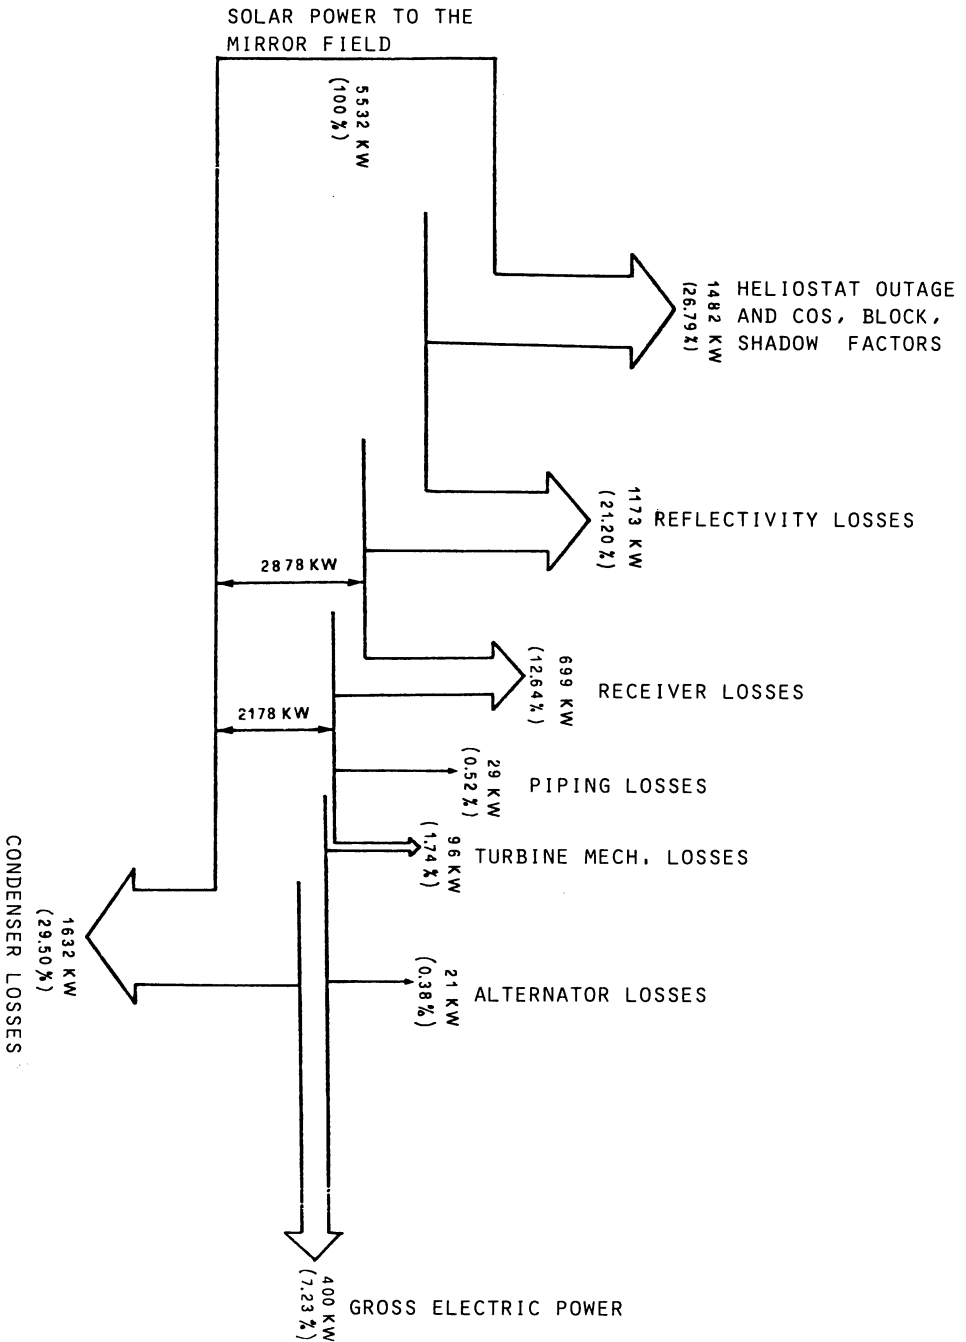 SOLAR POWER TO THE
MIRROR FIELD
5532 KW
(100%)
1482 KW
(26.79%)
HELIOSTAT OUTAGE
AND COS, BLOCK,
SHADOW FACTORS
1173 KW
(21.20%)
REFLECTIVITY LOSSES
2878 KW
699 KW
(12.64%)
RECEIVER LOSSES
2178 KW
29 KW
(0.52%)
PIPING LOSSES
96 KW
(1.74%)
TURBINE MECH. LOSSES
CONDENSER LOSSES
1632 KW
(29.50%)
21 KW
(0.38%)
ALTERNATOR LOSSES
400 KW
(7.23%)
GROSS ELECTRIC POWER